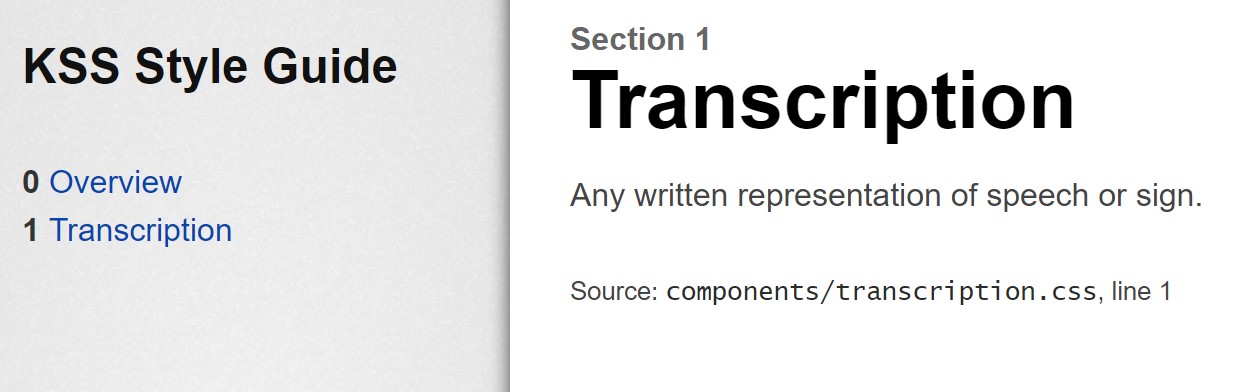 KSS Style Guide
0 Overview
1 Transcription
Section 1
Transcription
Any written representation of speech or sign.
Source: components/transcription.css, line 1